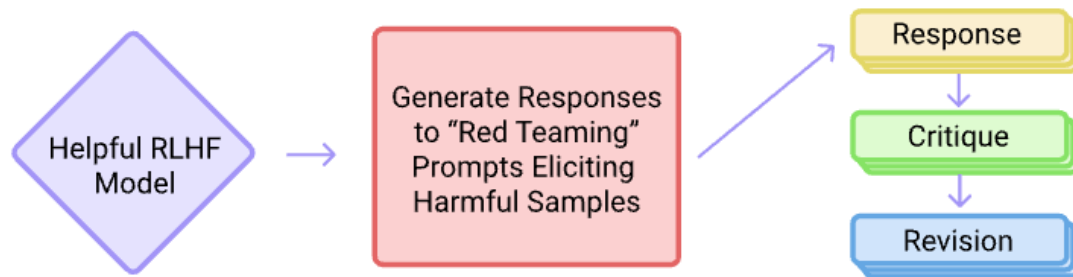 Helpful RLHF
Model
Generate Responses
to “Red Teaming”
Prompts Eliciting
Harmful Samples
Response
Critique
Revision